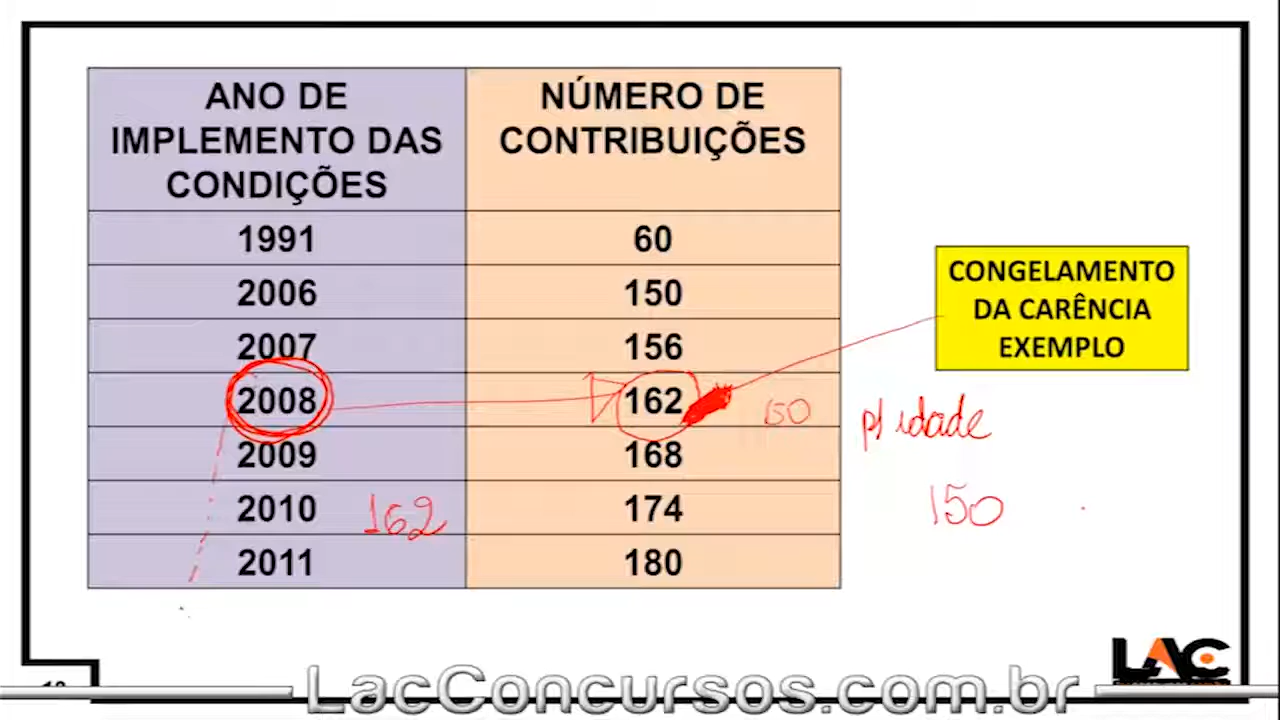 ANO DE
IMPLEMENTO DAS
CONDIÇÕES
NÚMERO DE
CONTRIBUIÇÕES
1991 60
2006 150
2007 156
2008 162
2009 168
2010 174
2011 180
CONGELAMENTO
DA CARÊNCIA
EXEMPLO
150
p/ idade
150
162
LAC
LacConcursos.com.br